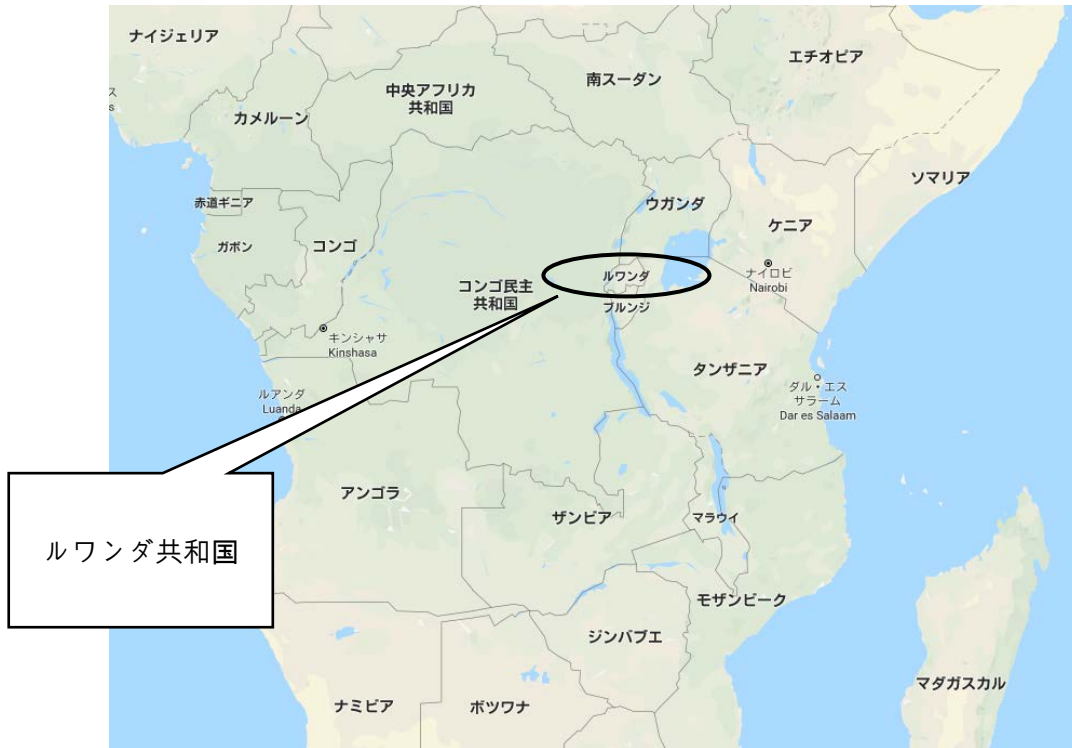 ナイジェリア
エチオピア
南スーダン
中央アフリカ
共和国
ス
s
カメルーン
ソマリア
赤道ギニア
ウガンダ
ケニア
ガボン
コンゴ
ルワンダ
ナイロビ
Nairobi
コンゴ民主
共和国
ブルンジ
キンシャサ
Kinshasa
タンザニア
ダル・エス
サラーム
Dar es Salaam
ルアンダ
Luanda
アンゴラ
ザンビア
マラウイ
ルワンダ共和国
モザンビーク
ジンバブエ
マダガスカル
ナミビア
ボツワナ